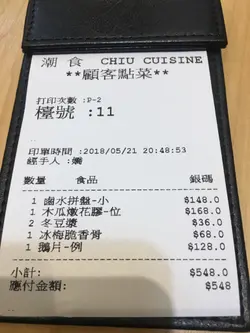 潮 食 CHIU CUISINE
**顧客點菜**
打印次數 :P-2
檯號 :11
印單時間 :2018/05/21 20:48:53
經手人 :嫺
數量 食品 銀碼
1 鹵水拼盤-小 $148.0
1 木瓜燉花膠-位 $168.0
2 冬豆漿 $36.0
1 冰梅脆香骨 $68.0
1 鵝片-例 $128.0
小計: $548.0
應付金額: $548